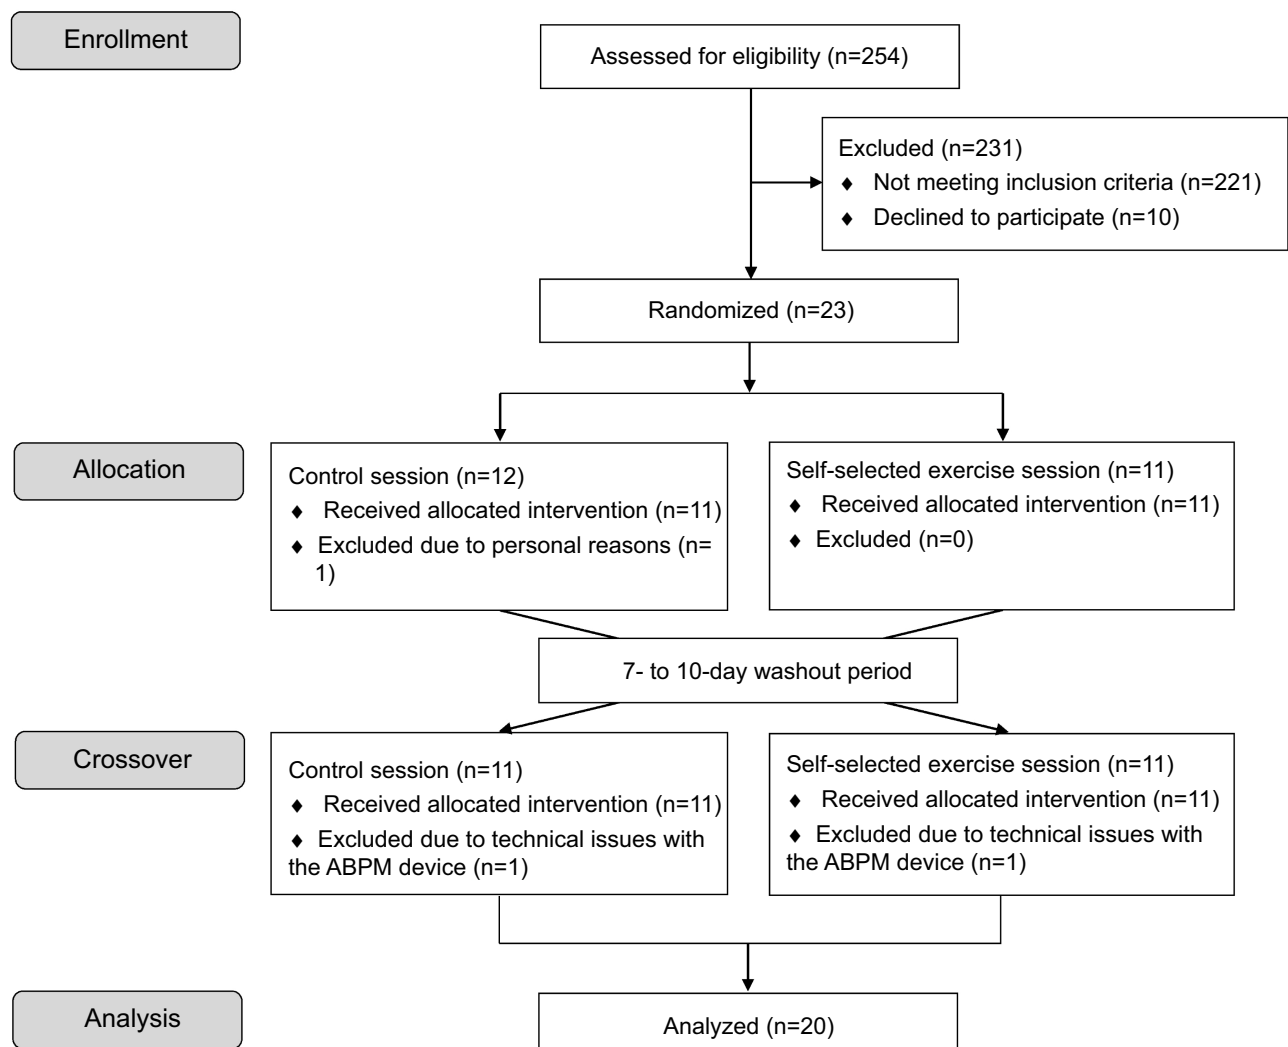 Enrollment
Assessed for eligibility (n=254)
Excluded (n=231)
♦ Not meeting inclusion criteria (n=221)
♦ Declined to participate (n=10)
Randomized (n=23)
Allocation
Control session (n=12)
♦ Received allocated intervention (n=11)
♦ Excluded due to personal reasons (n=
1)
Self-selected exercise session (n=11)
♦ Received allocated intervention (n=11)
♦ Excluded (n=0)
7- to 10-day washout period
Crossover
Control session (n=11)
♦ Received allocated intervention (n=11)
♦ Excluded due to technical issues with
the ABPM device (n=1)
Self-selected exercise session (n=11)
♦ Received allocated intervention (n=11)
♦ Excluded due to technical issues with
the ABPM device (n=1)
Analysis
Analyzed (n=20)